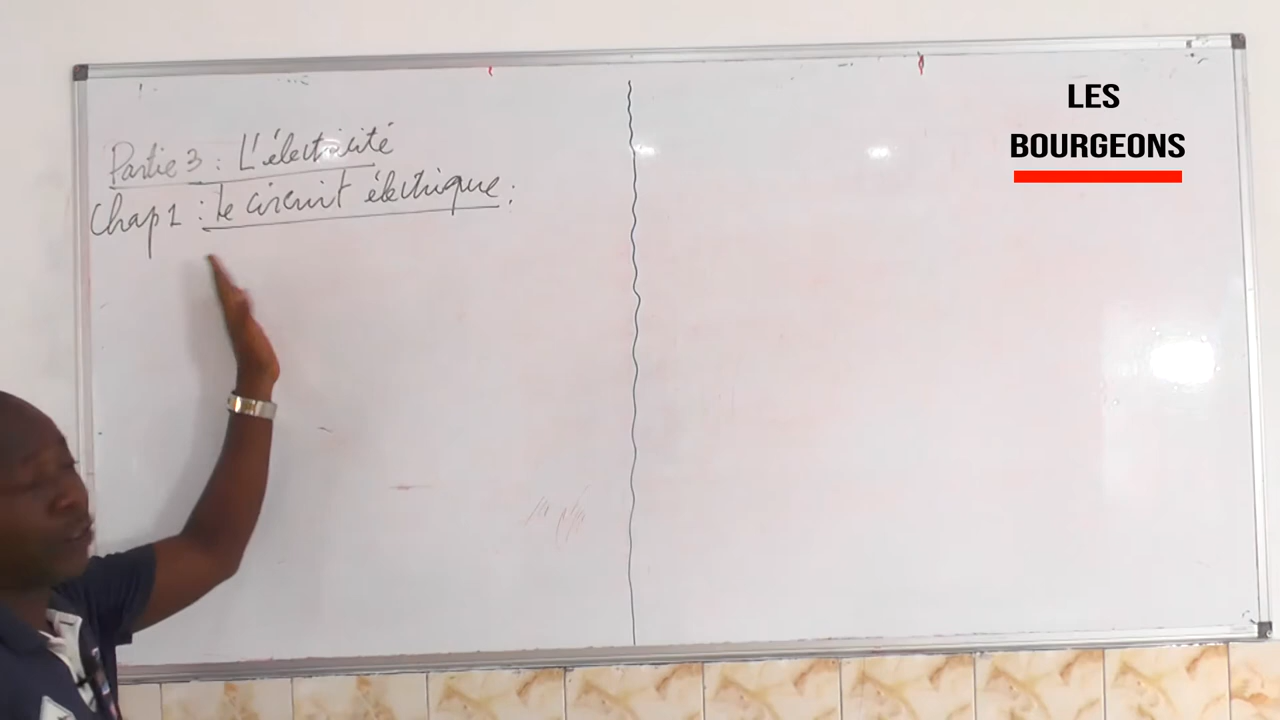 Partie 3 : L'électricité
Chap 1 : Le circuit électrique :
LES
BOURGEONS